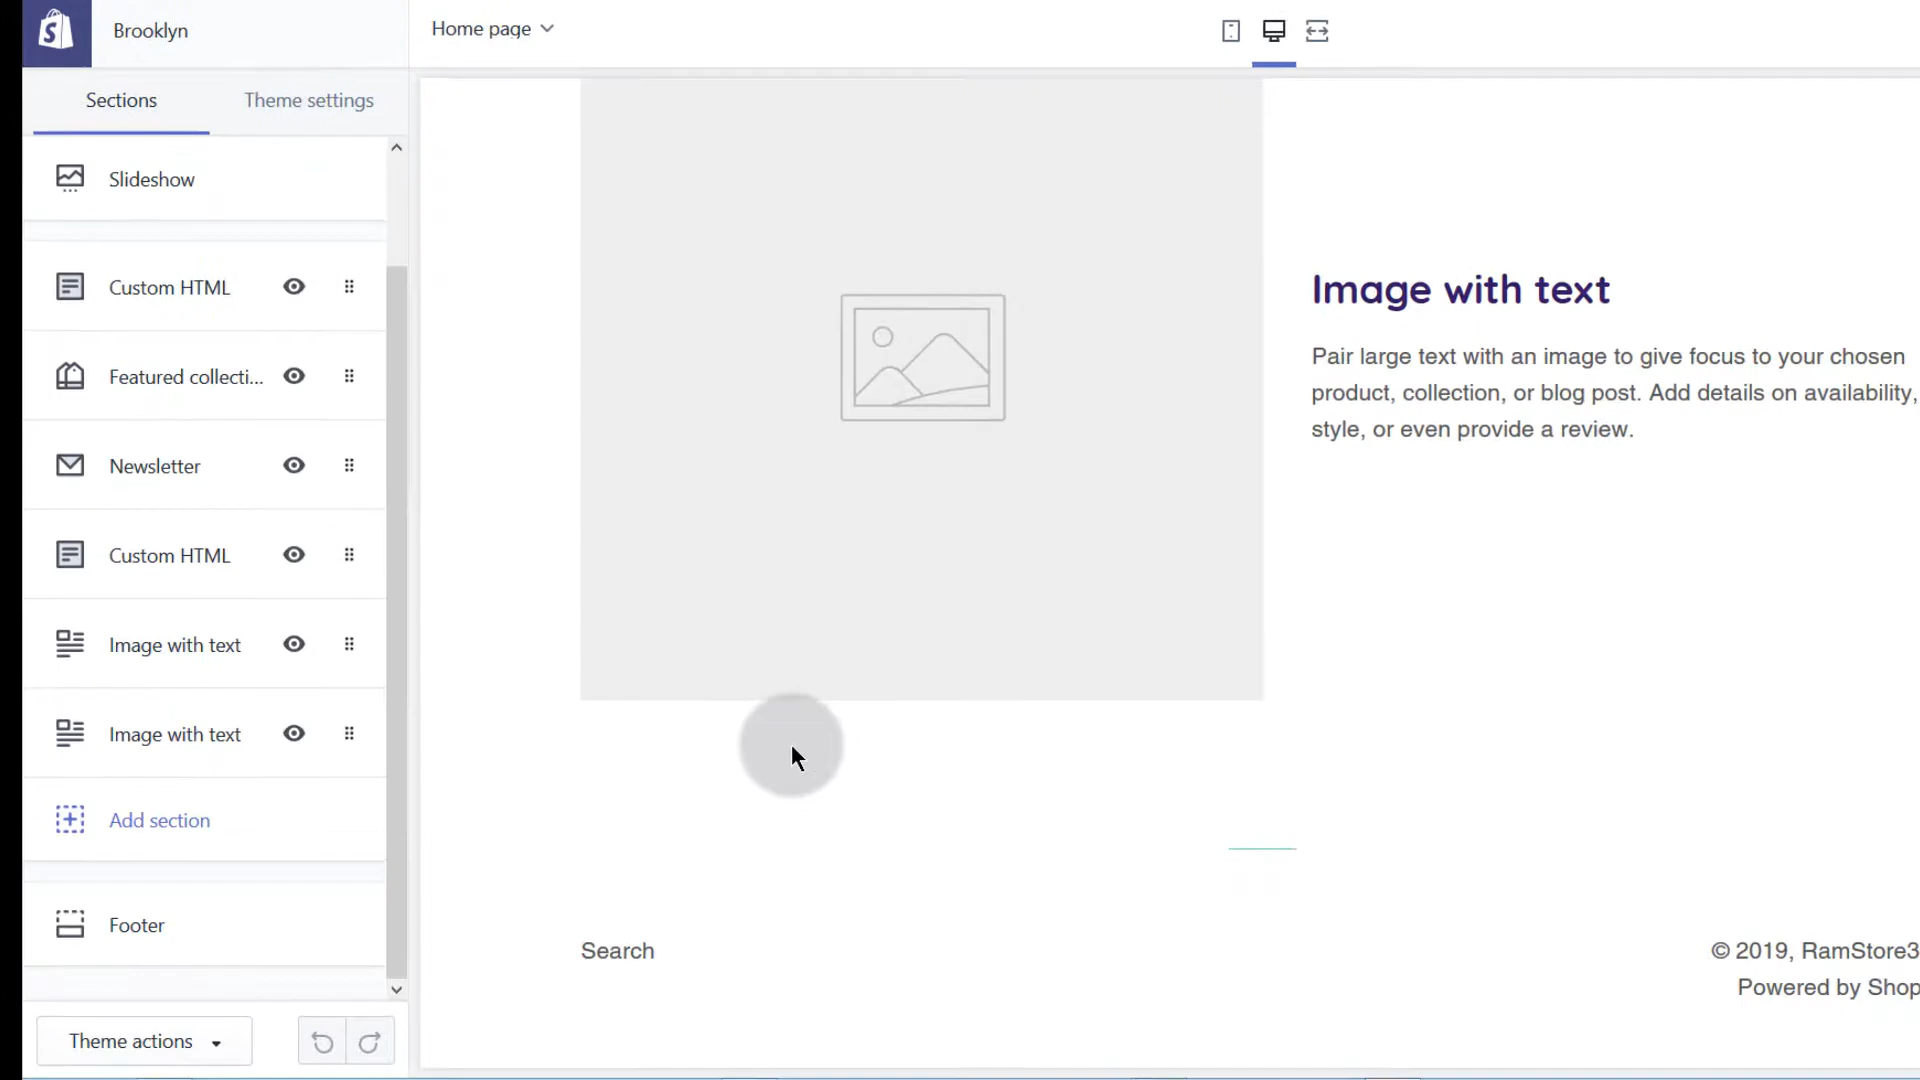 Brooklyn
Home page
Sections
Theme settings
Slideshow
Custom HTML
Featured collecti...
Newsletter
Custom HTML
Image with text
Image with text
Add section
Footer
Theme actions
Image with text
Pair large text with an image to give focus to your chosen
product, collection, or blog post. Add details on availability,
style, or even provide a review.
Search
© 2019, RamStore3
Powered by Shop